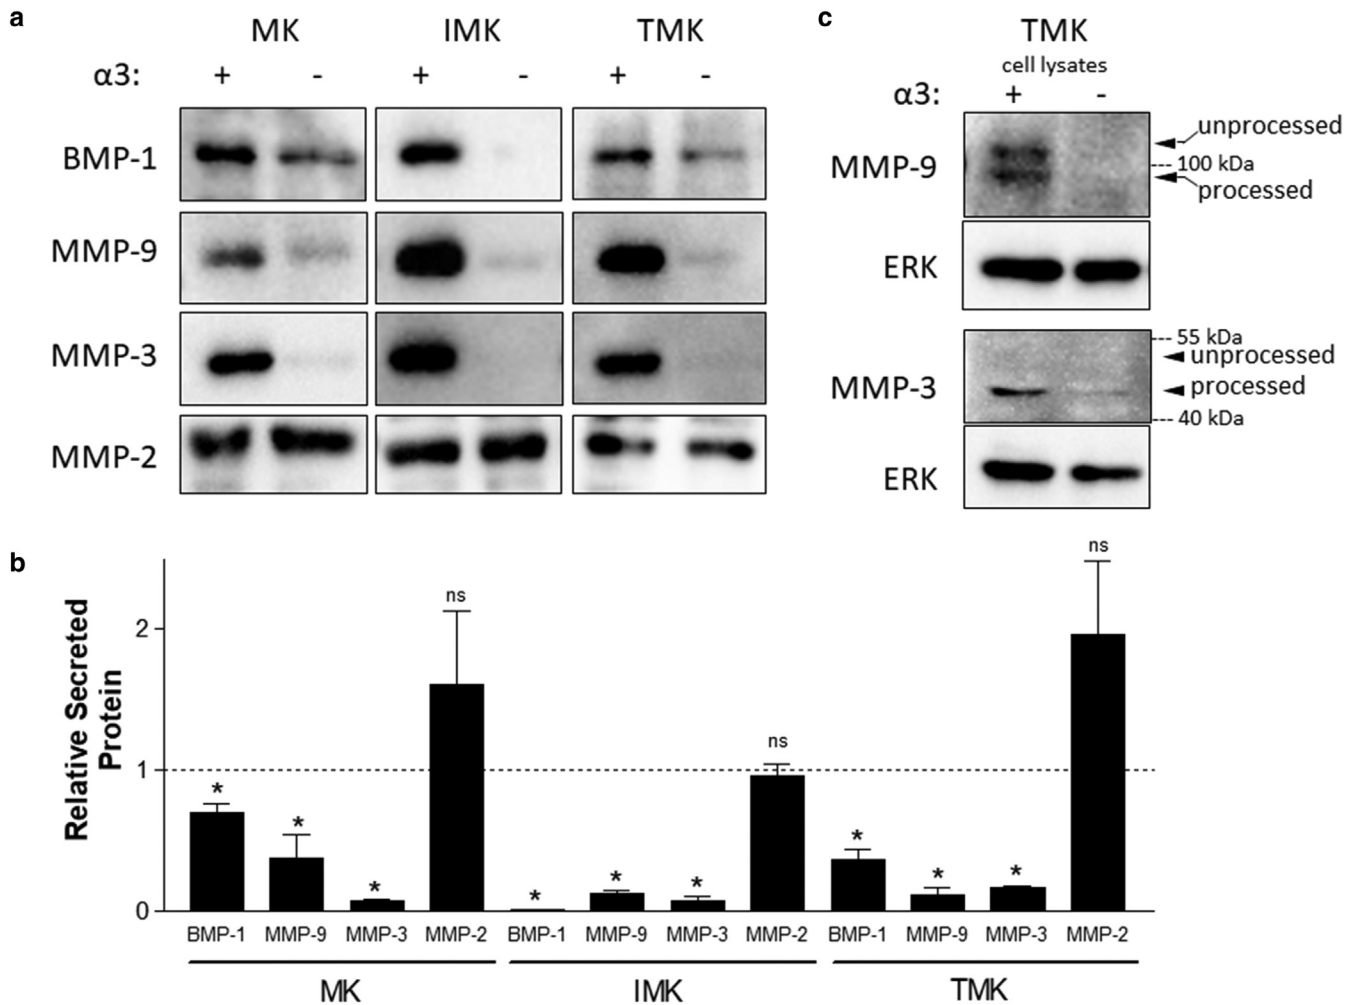 a
MK IMK TMK
α3: + - + - + -
BMP-1
MMP-9
MMP-3
MMP-2
c
TMK
cell lysates
α3: + -
MMP-9
unprocessed
100 kDa
processed
ERK
MMP-3
55 kDa
unprocessed
processed
40 kDa
ERK
b
Relative Secreted
Protein
2
1
0
* * * ns * * * ns * * * ns
BMP-1 MMP-9 MMP-3 MMP-2 BMP-1 MMP-9 MMP-3 MMP-2 BMP-1 MMP-9 MMP-3 MMP-2
MK IMK TMK